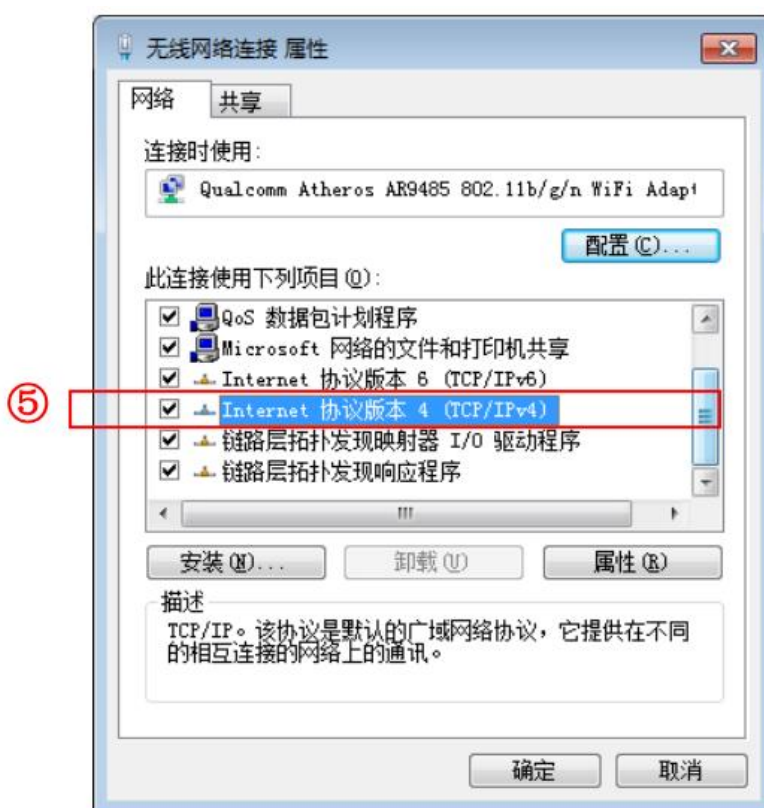 无线网络连接 属性
网络
共享
连接时使用:
Qualcomm Atheros AR9485 802.11b/g/n WiFi Adapt
配置(C)...
此连接使用下列项目(O):
QoS 数据包计划程序
Microsoft 网络的文件和打印机共享
Internet 协议版本 6 (TCP/IPv6)
⑤
Internet 协议版本 4 (TCP/IPv4)
链路层拓扑发现映射器 I/O 驱动程序
链路层拓扑发现响应程序
安装(N)...
卸载(U)
属性(R)
描述
TCP/IP。该协议是默认的广域网络协议，它提供在不同
的相互连接的网络上的通讯。
确定
取消